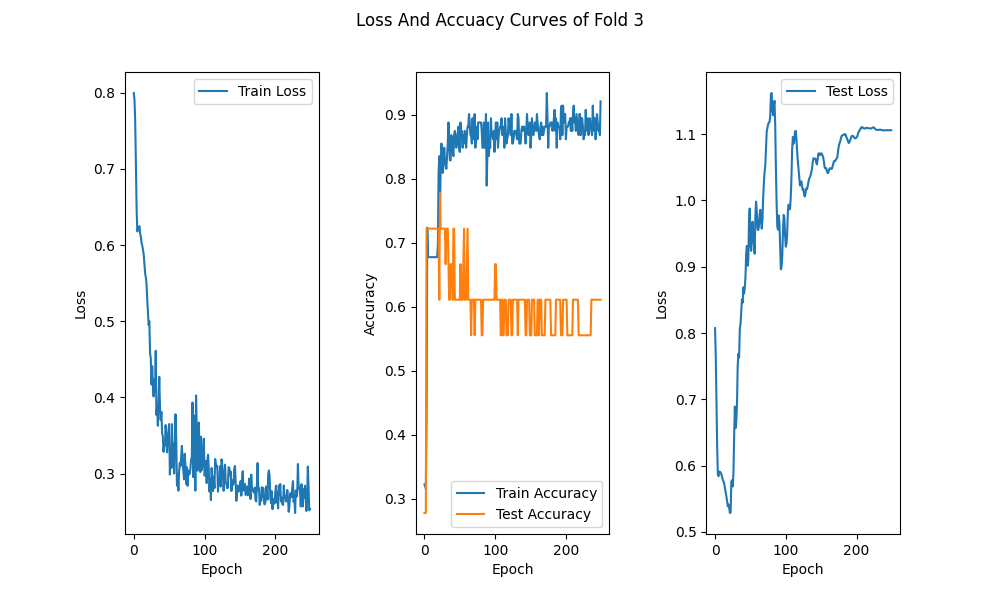 Loss And Accuacy Curves of Fold 3
Loss
0.8
0.7
0.6
0.5
0.4
0.3
Train Loss
0
100
200
Epoch
Accuracy
0.9
0.8
0.7
0.6
0.5
0.4
0.3
Train Accuracy
Test Accuracy
0
100
200
Epoch
Loss
1.1
1.0
0.9
0.8
0.7
0.6
0.5
Test Loss
0
100
200
Epoch